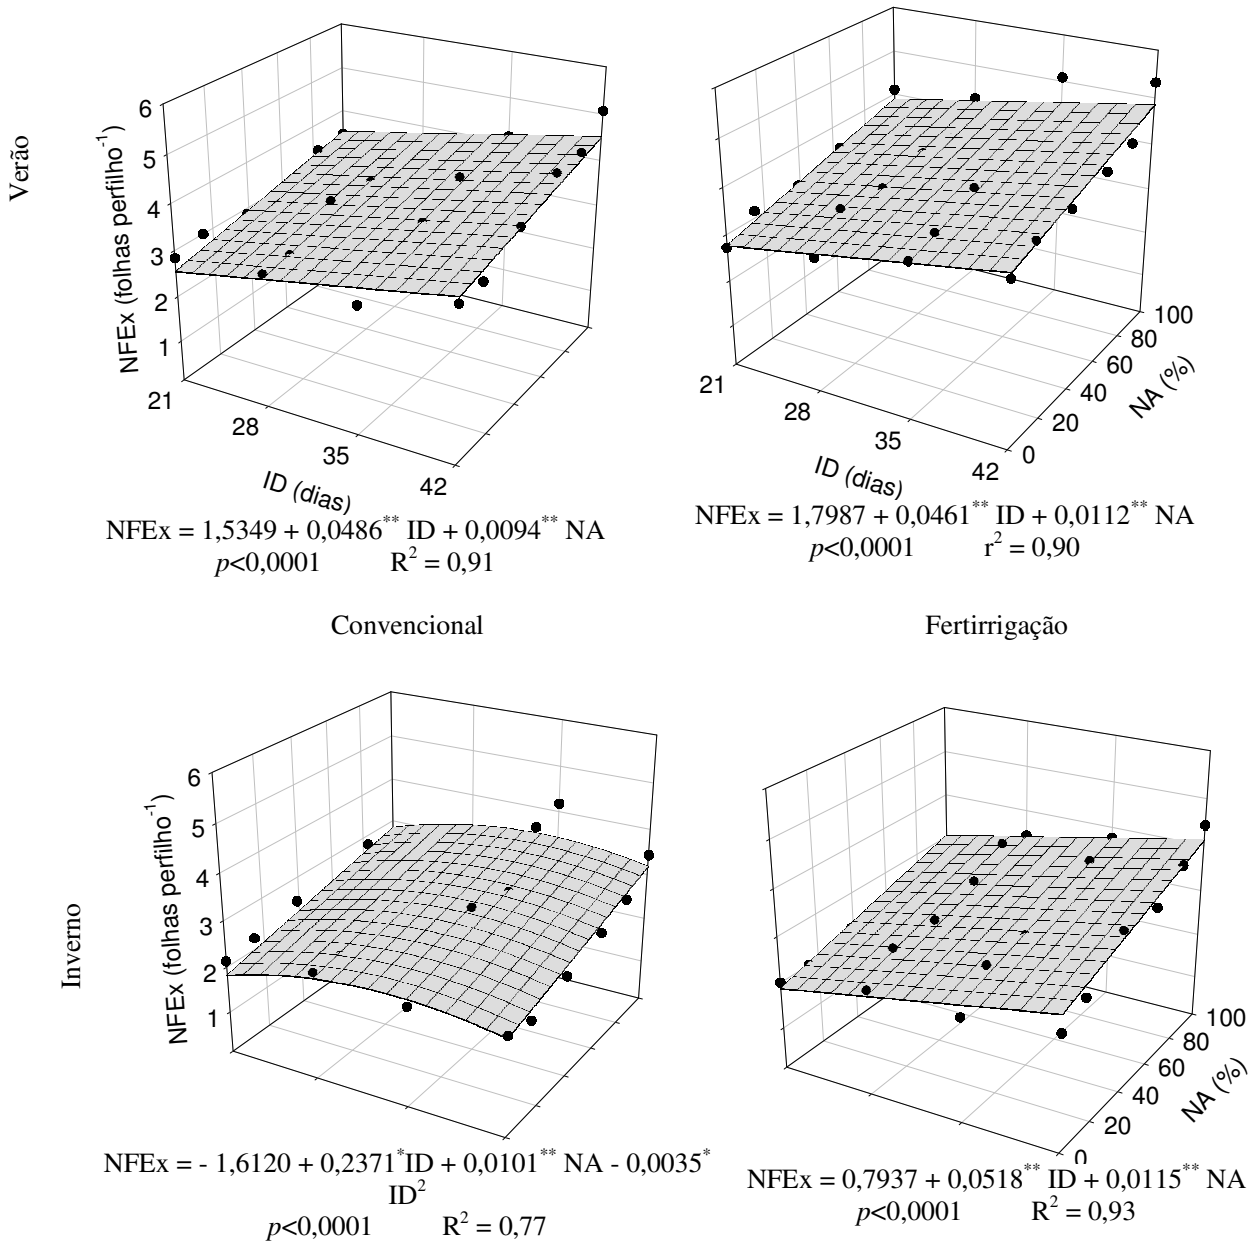 Verão
NFEx (folhas perfilho⁻¹)
6
5
4
3
2
1
21
28
35
42
ID (dias)
21
28
35
42
ID (dias)
0
20
40
60
80
100
NA (%)
NFEx = 1,5349 + 0,0486** ID + 0,0094** NA
p<0,0001 R² = 0,91
NFEx = 1,7987 + 0,0461** ID + 0,0112** NA
p<0,0001 r² = 0,90
Convencional
Fertirrigação
Inverno
NFEx (folhas perfilho⁻¹)
6
5
4
3
2
1
0
20
40
60
80
100
NA (%)
NFEx = - 1,6120 + 0,2371*ID + 0,0101** NA - 0,0035*
ID²
p<0,0001 R² = 0,77
NFEx = 0,7937 + 0,0518** ID + 0,0115** NA
p<0,0001 R² = 0,93